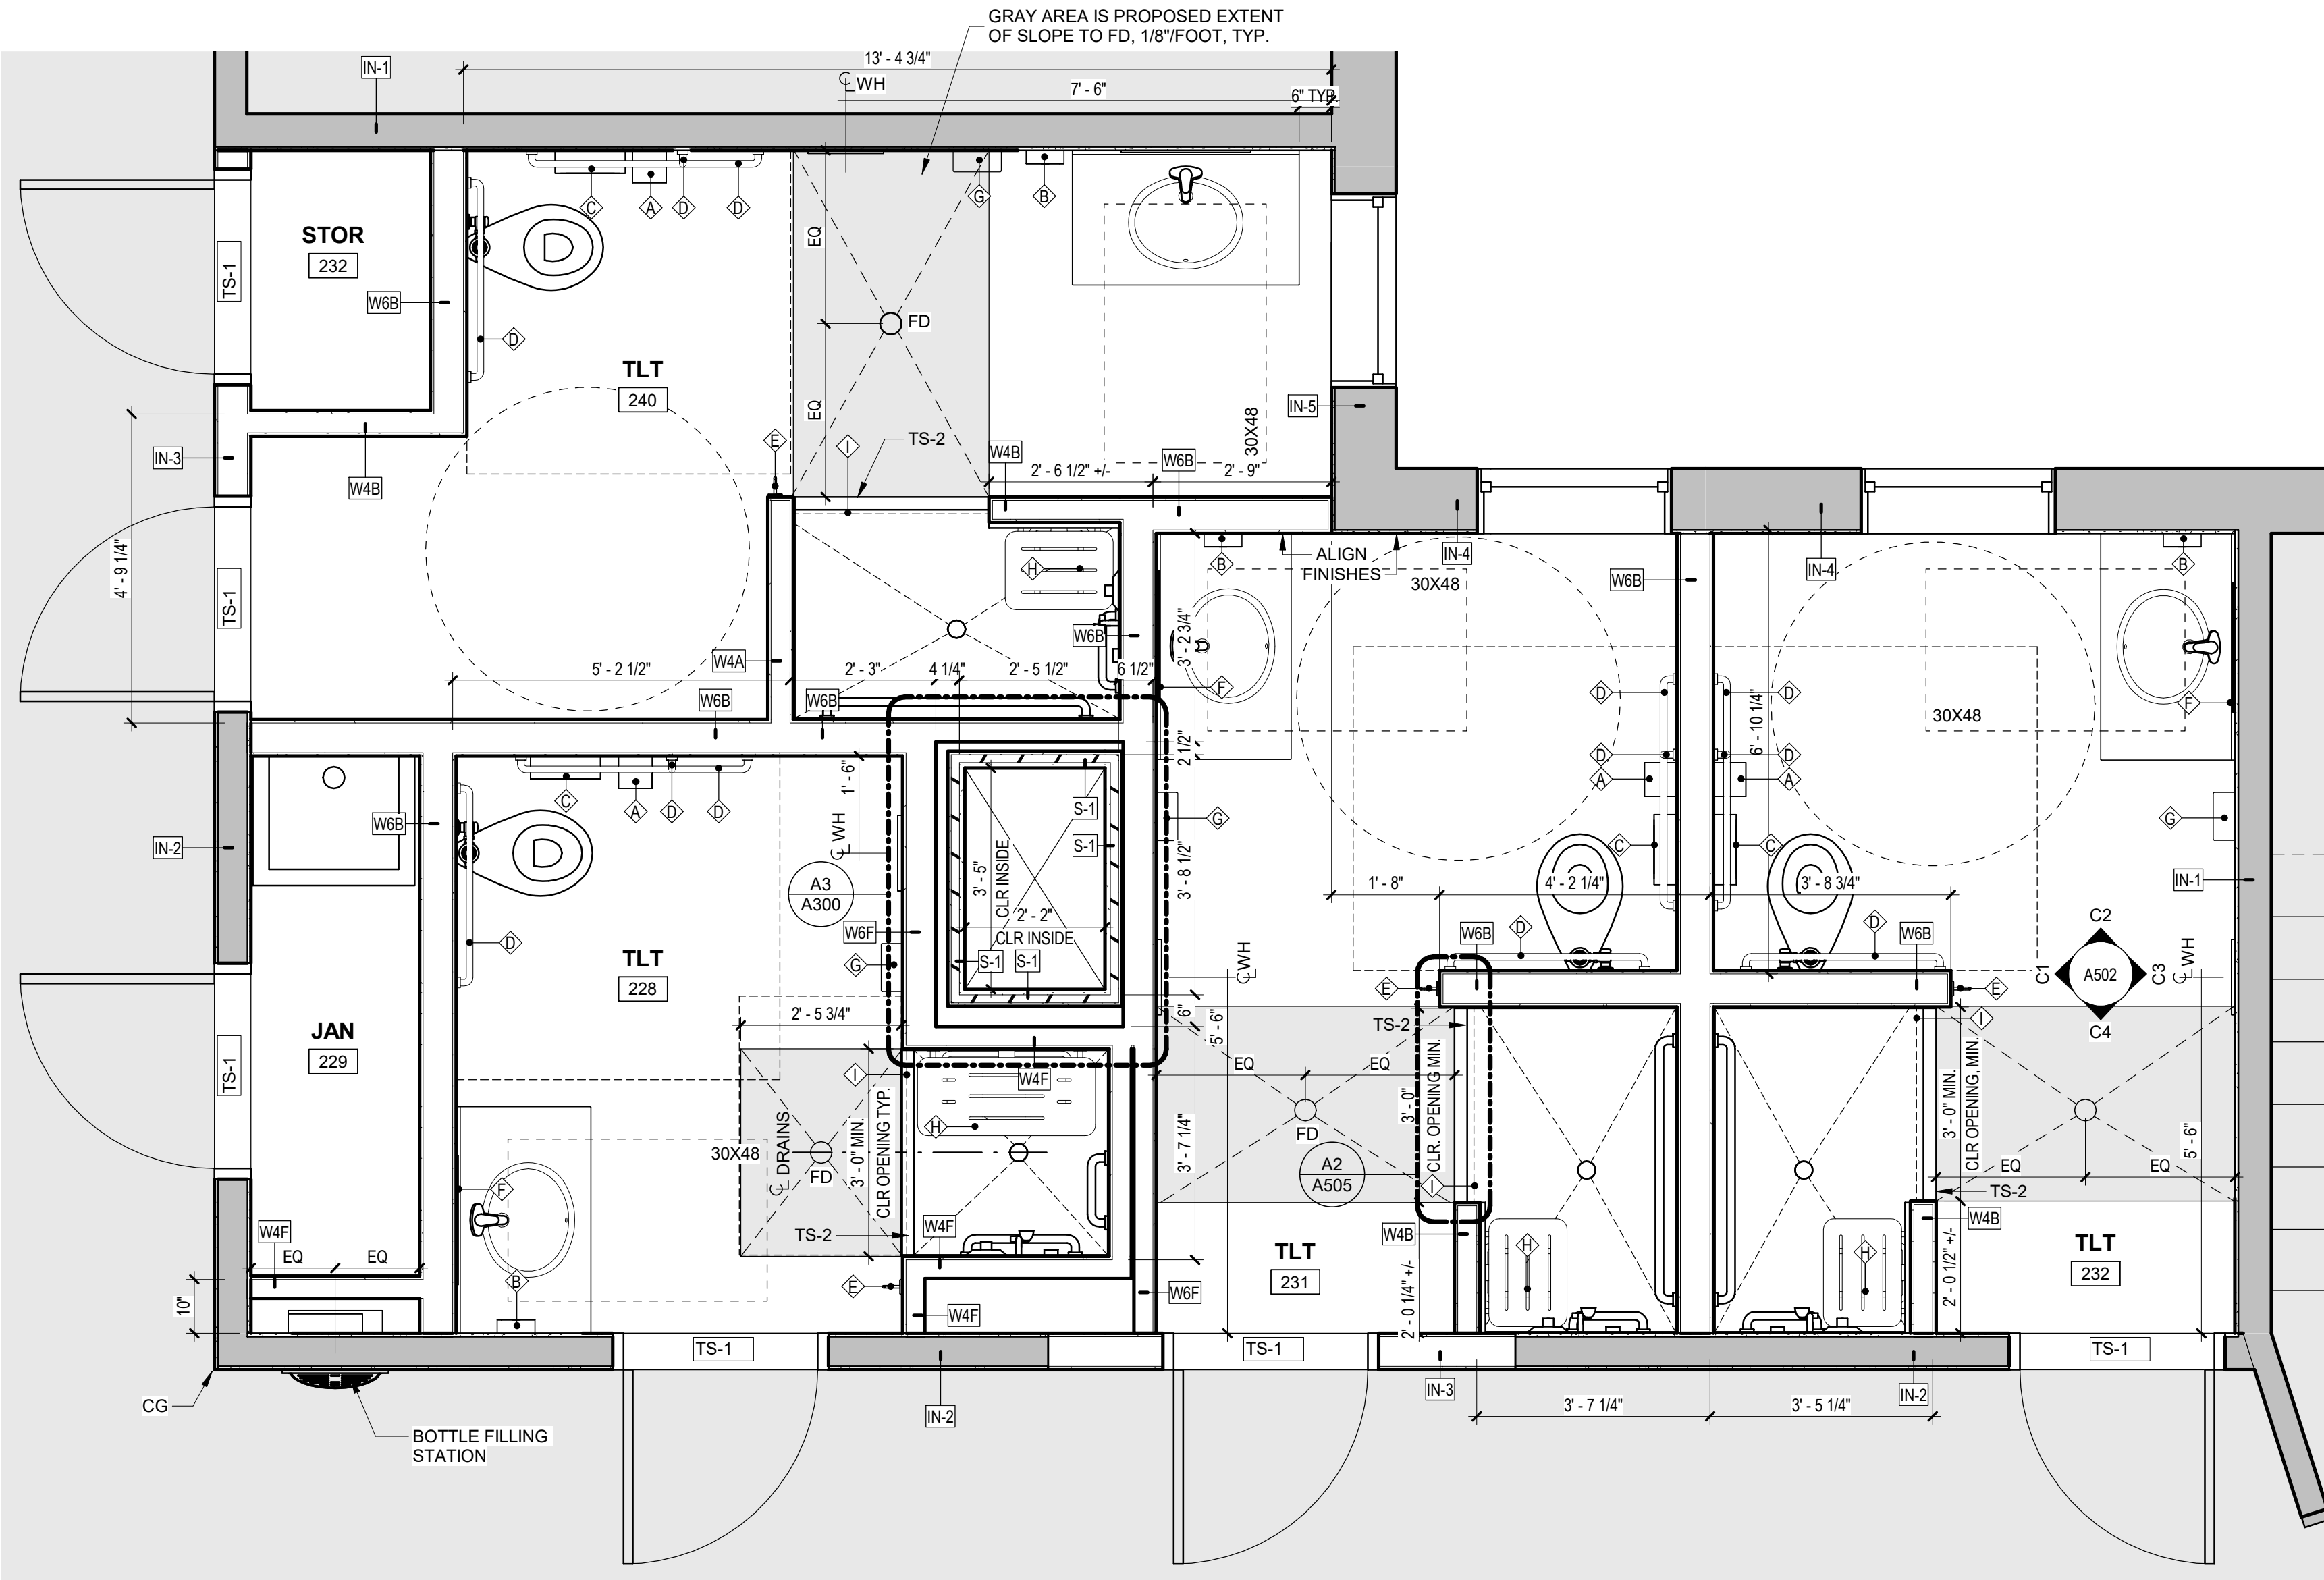 GRAY AREA IS PROPOSED EXTENT
OF SLOPE TO FD, 1/8"/FOOT, TYP.
IN-1
13' - 4 3/4"
℄ WH
7' - 6"
6" TYP.
C
A
D
D
G
B
STOR
232
TS-1
W6B
EQ
FD
D
TLT
240
EQ
30X48
IN-5
E
I
TS-2
W4B
W6B
2' - 6 1/2" +/-
2' - 9"
IN-3
W4B
4' - 9 1/4"
TS-1
H
B
ALIGN
FINISHES
IN-4
30X48
W6B
IN-4
B
W6B
3' - 2 3/4"
W4A
5' - 2 1/2"
2' - 3"
4 1/4"
2' - 5 1/2"
6 1/2"
F
D
D
F
W6B
W6B
30X48
6' - 10 1/4"
2 1/2"
D
D
A
A
1' - 6"
C
A
D
D
S-1
S-1
G
G
W6B
IN-2
℄ WH
3' - 5"
CLR INSIDE
3' - 8 1/2"
C
C
A3
A300
1' - 8"
4' - 2 1/4"
3' - 8 3/4"
IN-1
2' - 2"
CLR INSIDE
W6F
D
G
S-1
S-1
TLT
228
℄ WH
W6B
D
D
W6B
C2
C1
A502
C3
C4
℄ WH
E
E
2' - 5 3/4"
6"
5' - 6"
TS-2
I
JAN
229
TS-1
I
W4F
EQ
EQ
3' - 0"
CLR. OPENING MIN.
3' - 0" MIN.
CLR OPENING, MIN.
H
℄ DRAINS
3' - 0" MIN.
CLR OPENING TYP.
30X48
FD
FD
A2
A505
I
3' - 7 1/4"
5' - 6"
EQ
EQ
TS-2
F
TS-2
W4F
W4F
W4B
W4B
EQ
EQ
TLT
231
H
H
TLT
232
10"
B
E
W4F
W6F
2' - 0 1/4" +/-
2' - 0 1/2" +/-
TS-1
TS-1
TS-1
IN-3
IN-2
IN-2
CG
3' - 7 1/4"
3' - 5 1/4"
BOTTLE FILLING
STATION